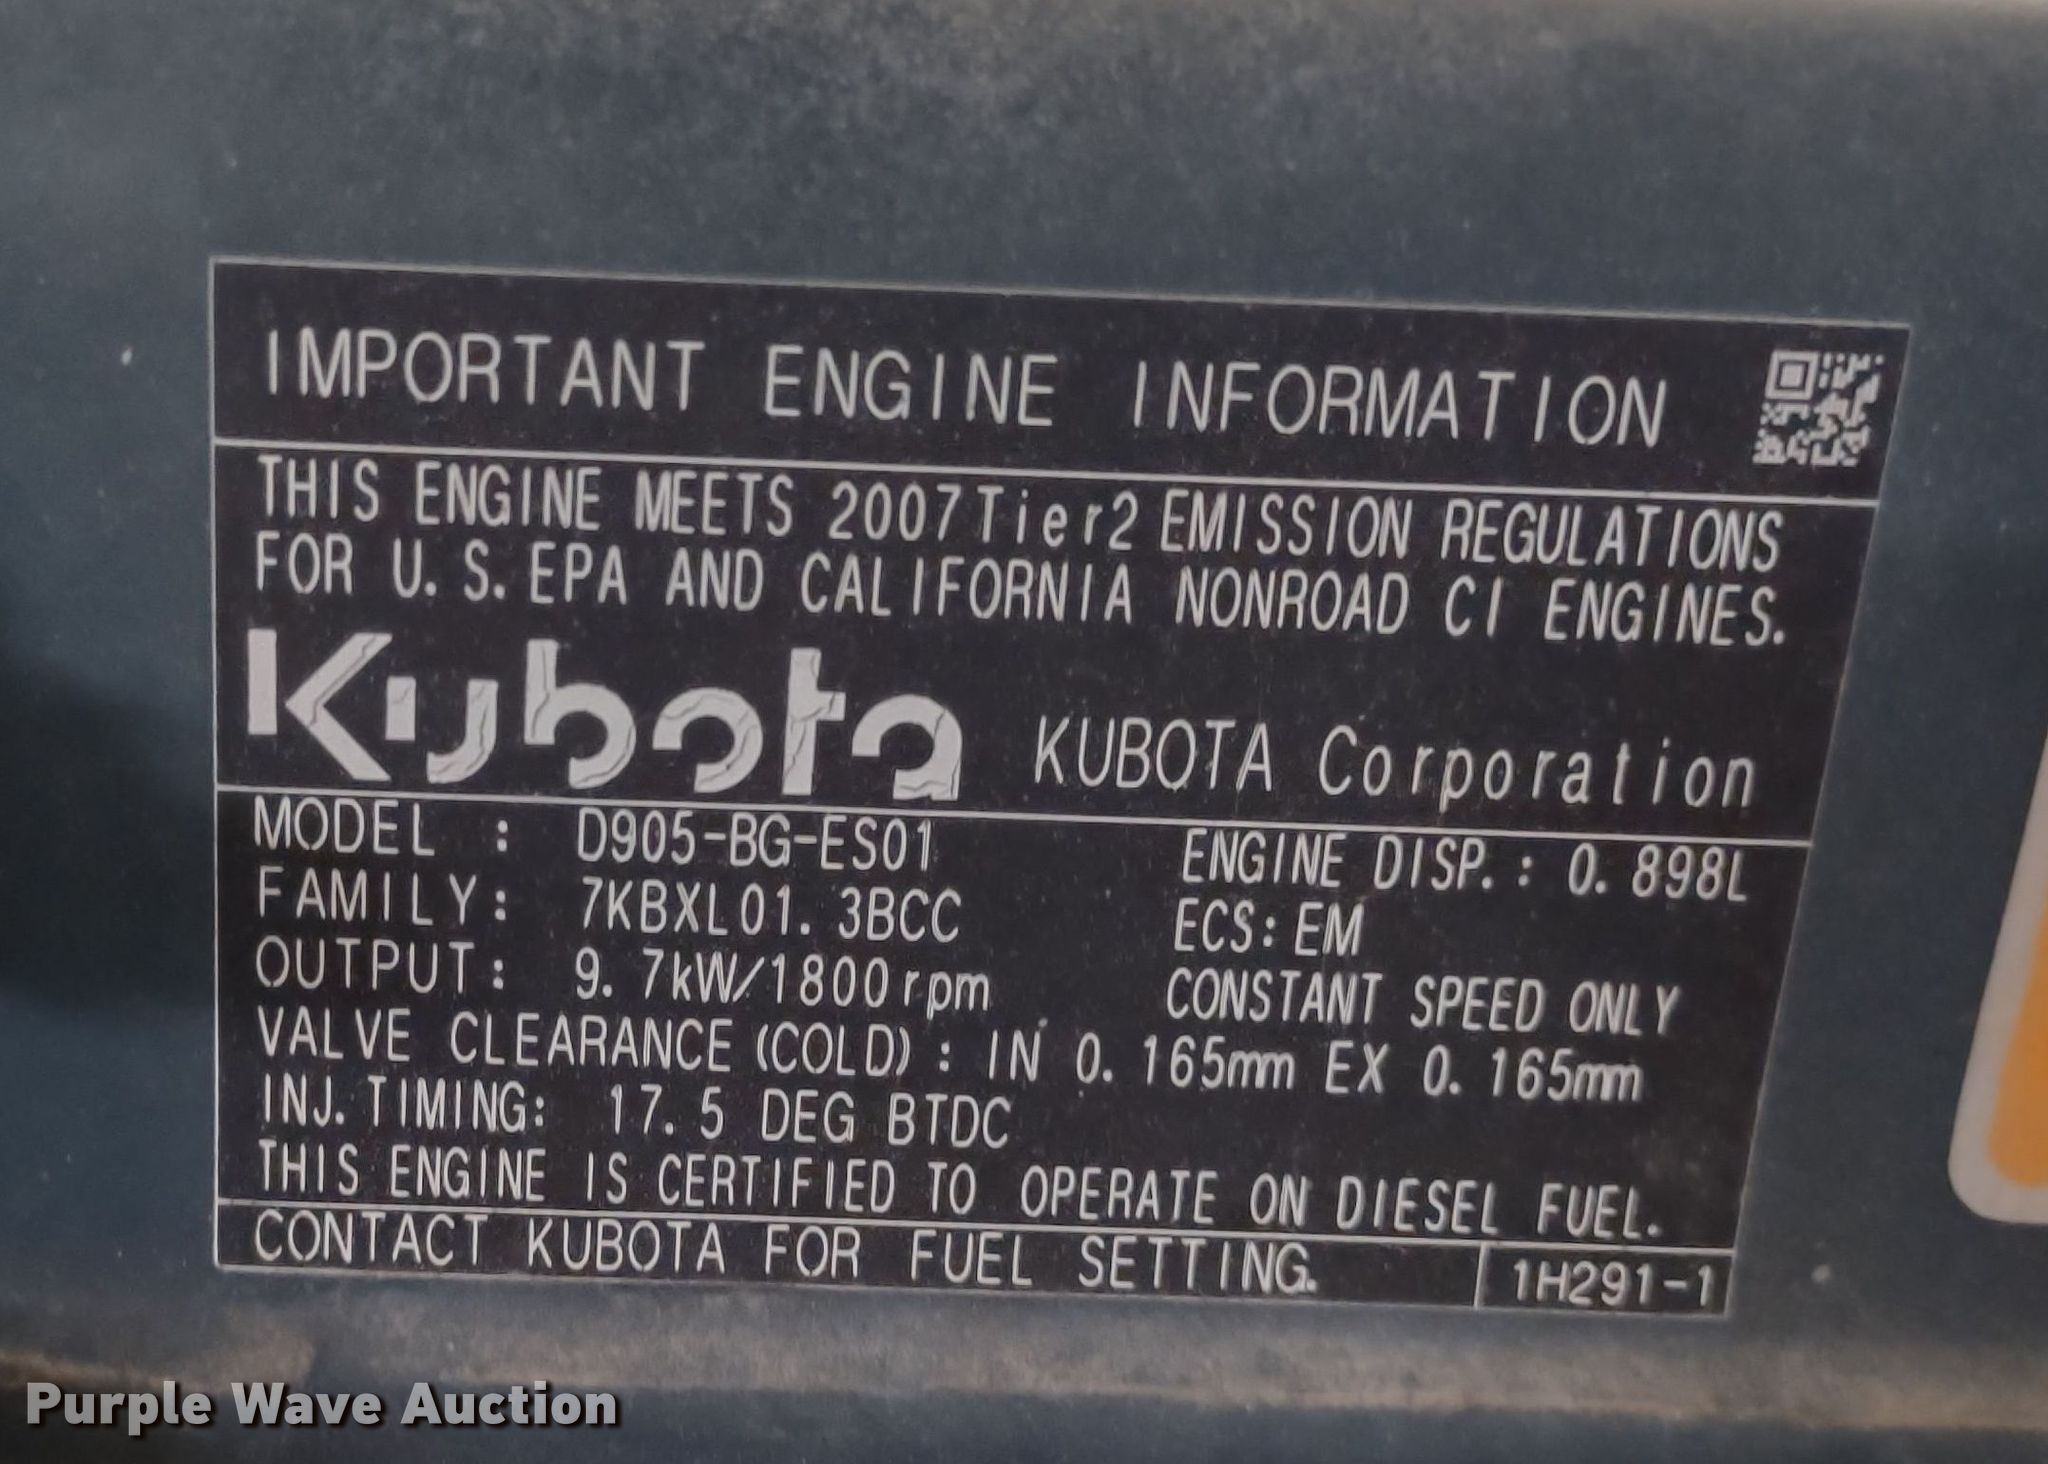 IMPORTANT ENGINE INFORMATION
THIS ENGINE MEETS 2007 Tier2 EMISSION REGULATIONS
FOR U.S. EPA AND CALIFORNIA NONROAD CI ENGINES.
Kubota KUBOTA Corporation
MODEL : D905-BG-ES01 ENGINE DISP.: 0.898L
FAMILY: 7KBXL01.3BCC ECS: EM
OUTPUT: 9.7kW/1800rpm CONSTANT SPEED ONLY
VALVE CLEARANCE (COLD) : IN 0.165mm EX 0.165mm
INJ. TIMING: 17.5 DEG BTDC
THIS ENGINE IS CERTIFIED TO OPERATE ON DIESEL FUEL.
CONTACT KUBOTA FOR FUEL SETTING. 1H291-1
Purple Wave Auction